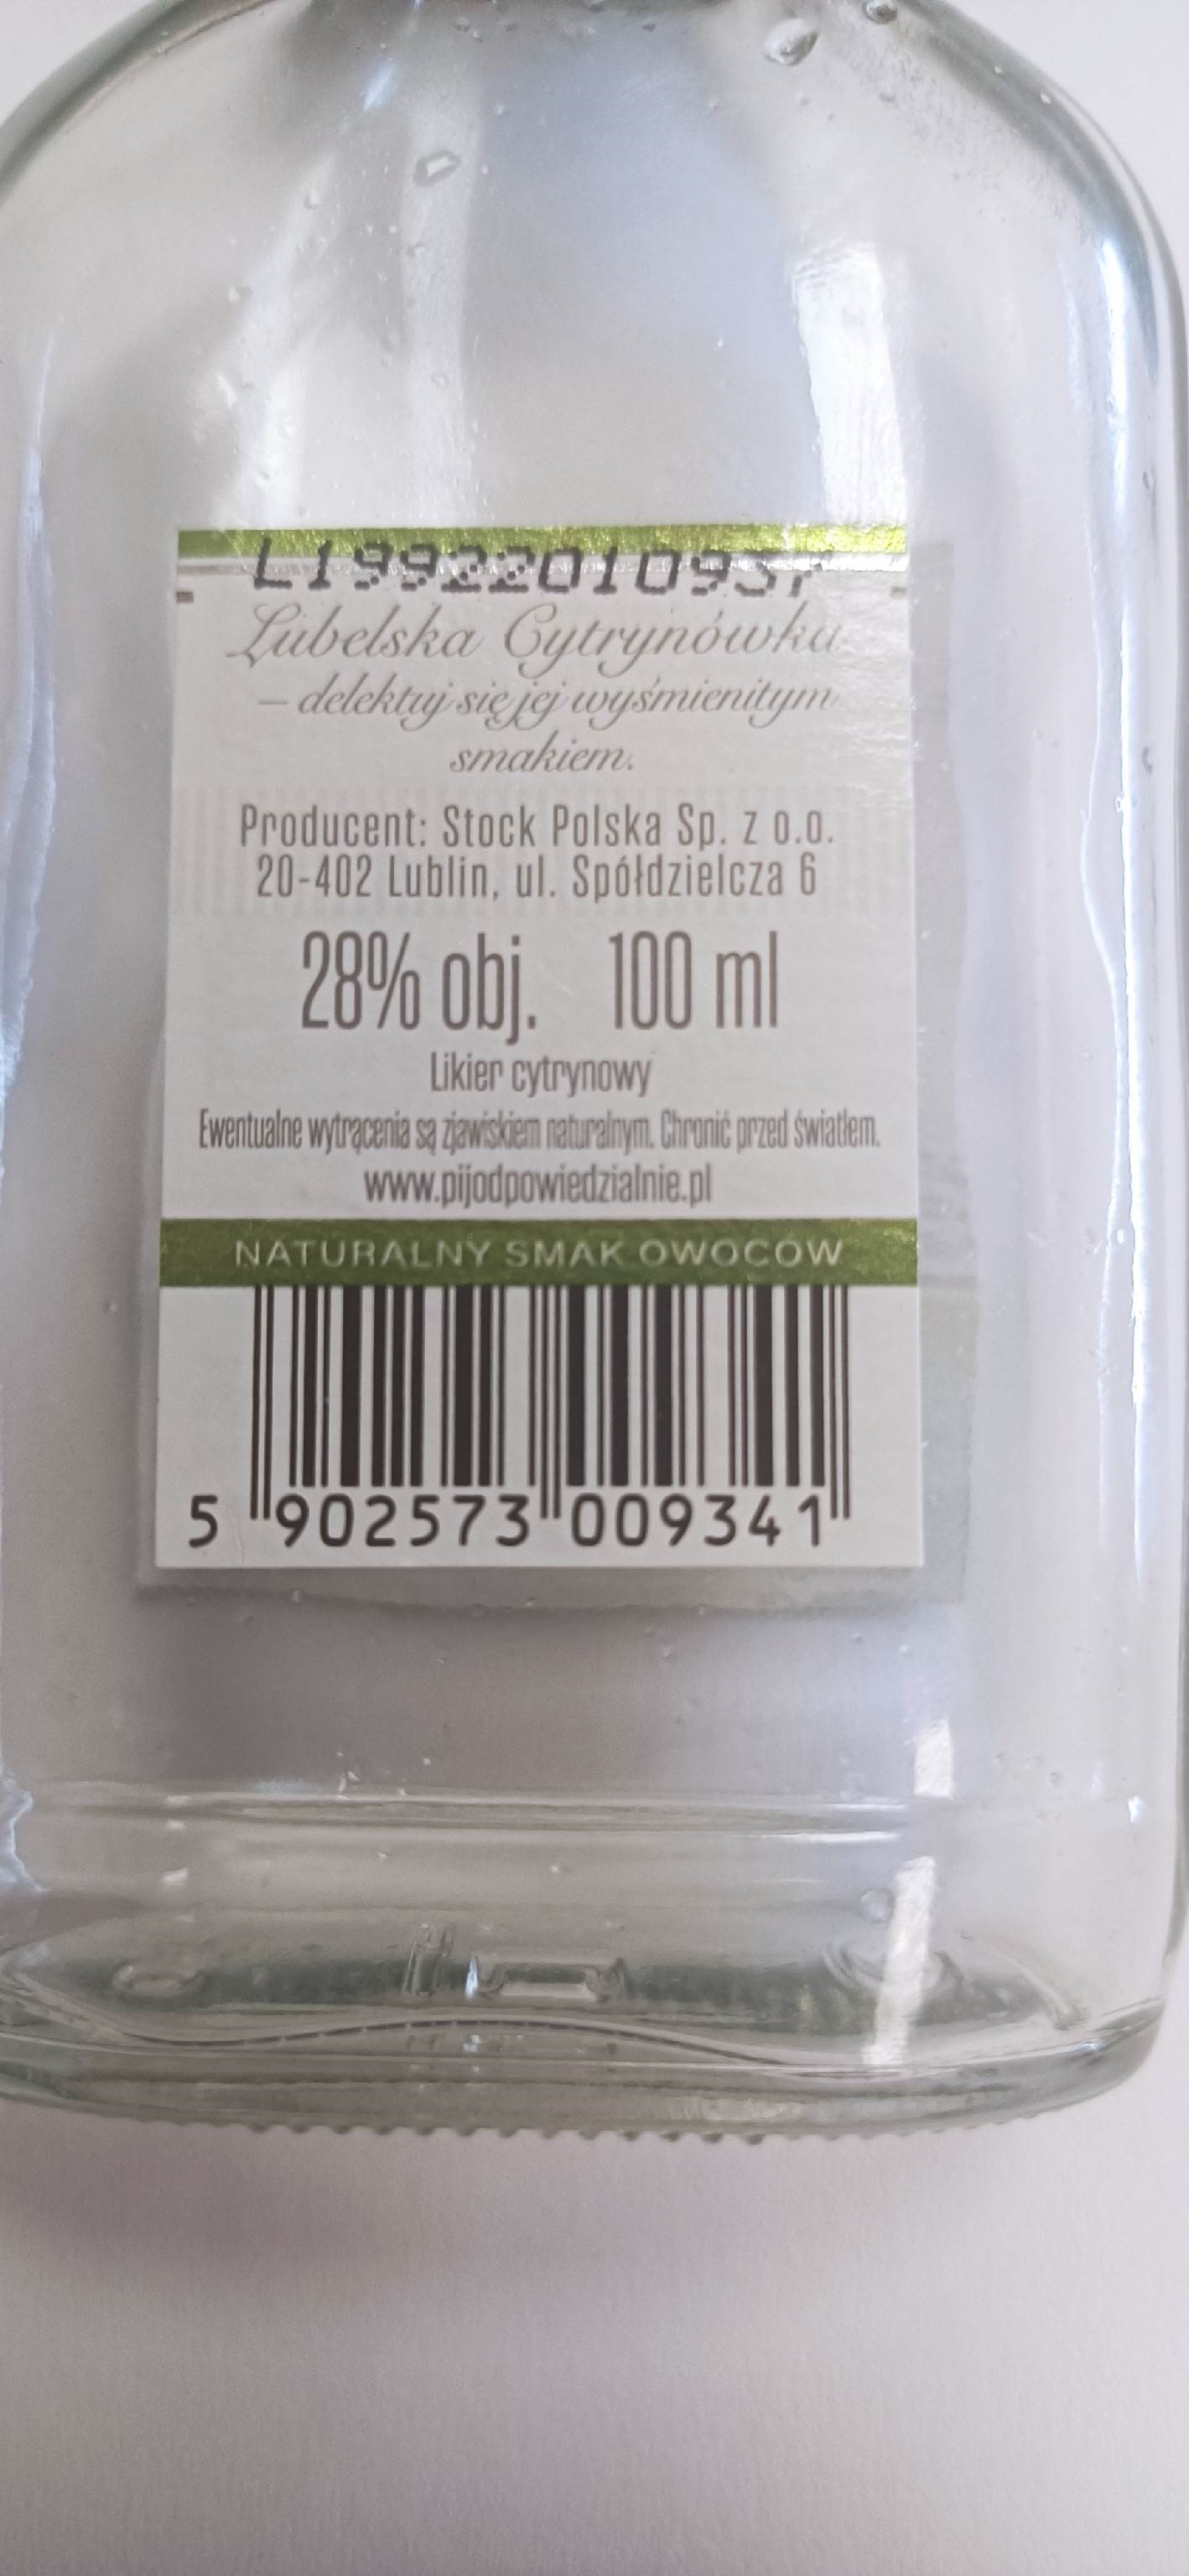 L19922010937
Lubelska Cytrynówka
– delektuj się jej wyśmienitym
smakiem.
Producent: Stock Polska Sp. z o.o.
20-402 Lublin, ul. Spółdzielcza 6
28% obj. 100 ml
Likier cytrynowy
Ewentualne wytrącenia są zjawiskiem naturalnym. Chronić przed światłem.
www.pijodpowiedzialnie.pl
NATURALNY SMAK OWOCÓW
5 902573 009341